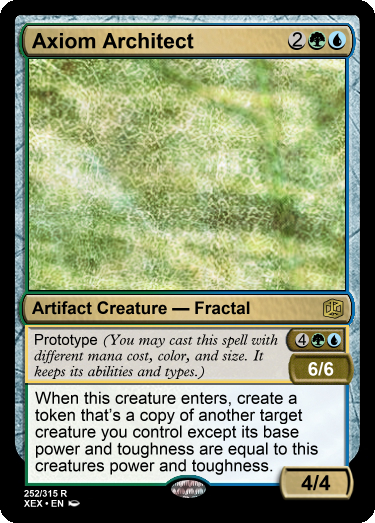 Axiom Architect 2
Artifact Creature — Fractal
Prototype (You may cast this spell with 4
different mana cost, color, and size. It
keeps its abilities and types.) 6/6
When this creature enters, create a
token that's a copy of another target
creature you control except its base
power and toughness are equal to this
creatures power and toughness.
4/4
252/315 R
XEX • EN